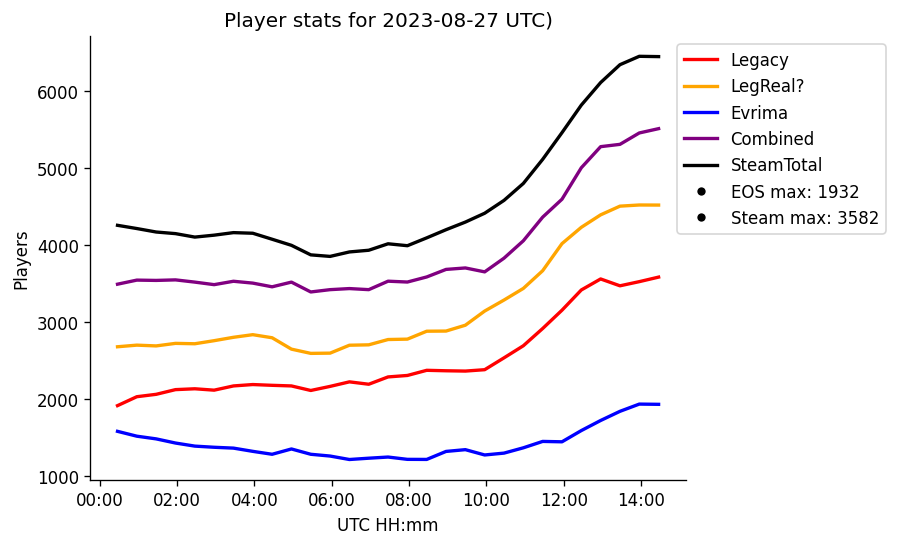 Player stats for 2023-08-27 UTC)
6000
5000
4000
3000
2000
1000
Players
00:00 02:00 04:00 06:00 08:00 10:00 12:00 14:00
UTC HH:mm
Legacy
LegReal?
Evrima
Combined
SteamTotal
EOS max: 1932
Steam max: 3582